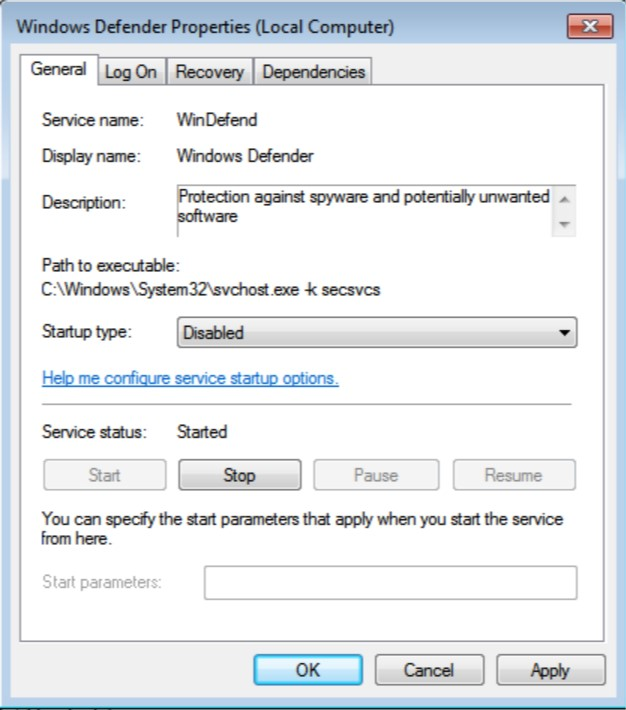 Windows Defender Properties (Local Computer)
General Log On Recovery Dependencies
Service name: WinDefend
Display name: Windows Defender
Description: Protection against spyware and potentially unwanted
software
Path to executable:
C:\Windows\System32\svchost.exe -k secsvcs
Startup type: Disabled
Help me configure service startup options.
Service status: Started
Start Stop Pause Resume
You can specify the start parameters that apply when you start the service
from here.
Start parameters:
OK Cancel Apply